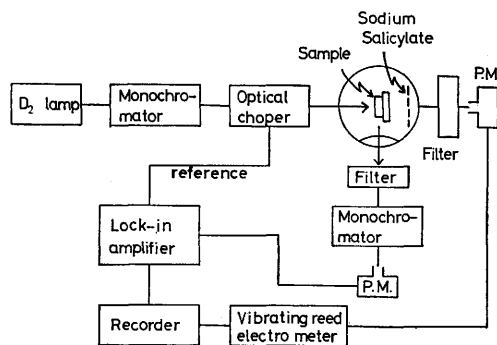 Sodium
Salicylate
Sample
P.M.
D2 lamp
Monochro-
mator
Optical
choper
Filter
reference
Filter
Lock-in
amplifier
Monochro-
mator
P.M.
Recorder
Vibrating reed
electro meter